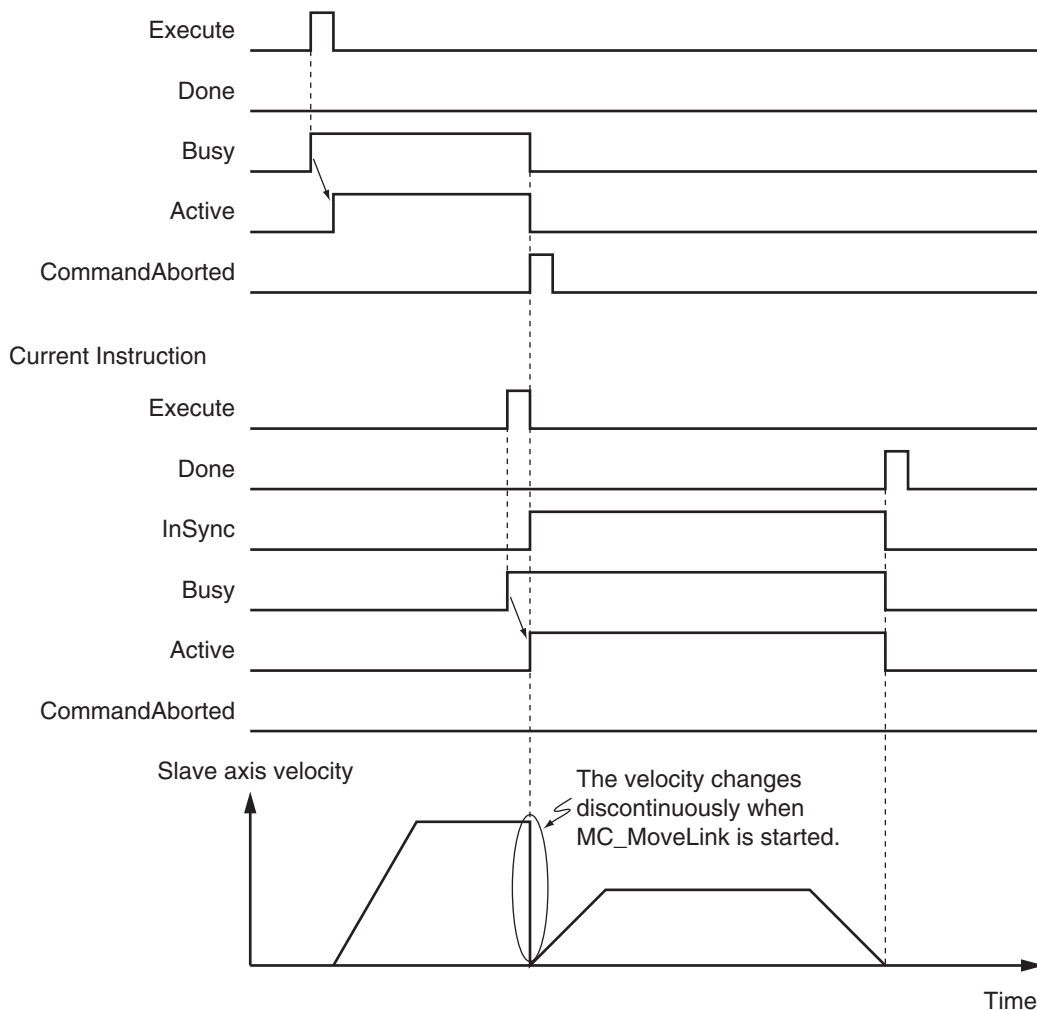 Execute
Done
Busy
Active
CommandAborted
Current Instruction
Execute
Done
InSync
Busy
Active
CommandAborted
Slave axis velocity
The velocity changes
discontinuously when
MC_MoveLink is started.
Time